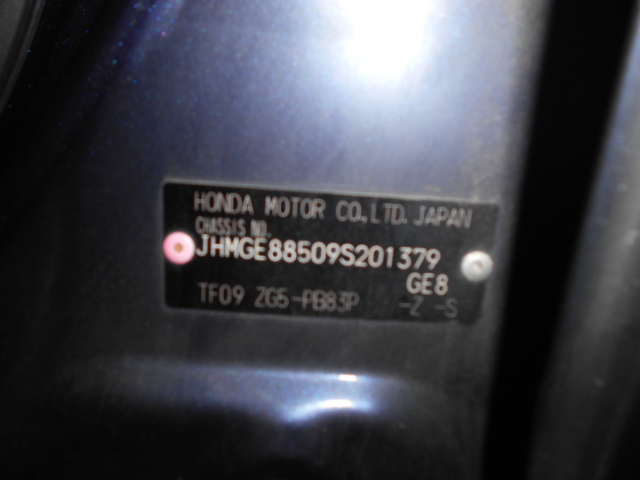 HONDA MOTOR CO.,LTD. JAPAN
CHASSIS NO.
JHMGE88509S201379
GE8
TF09 ZG5-PB83P -Z -S